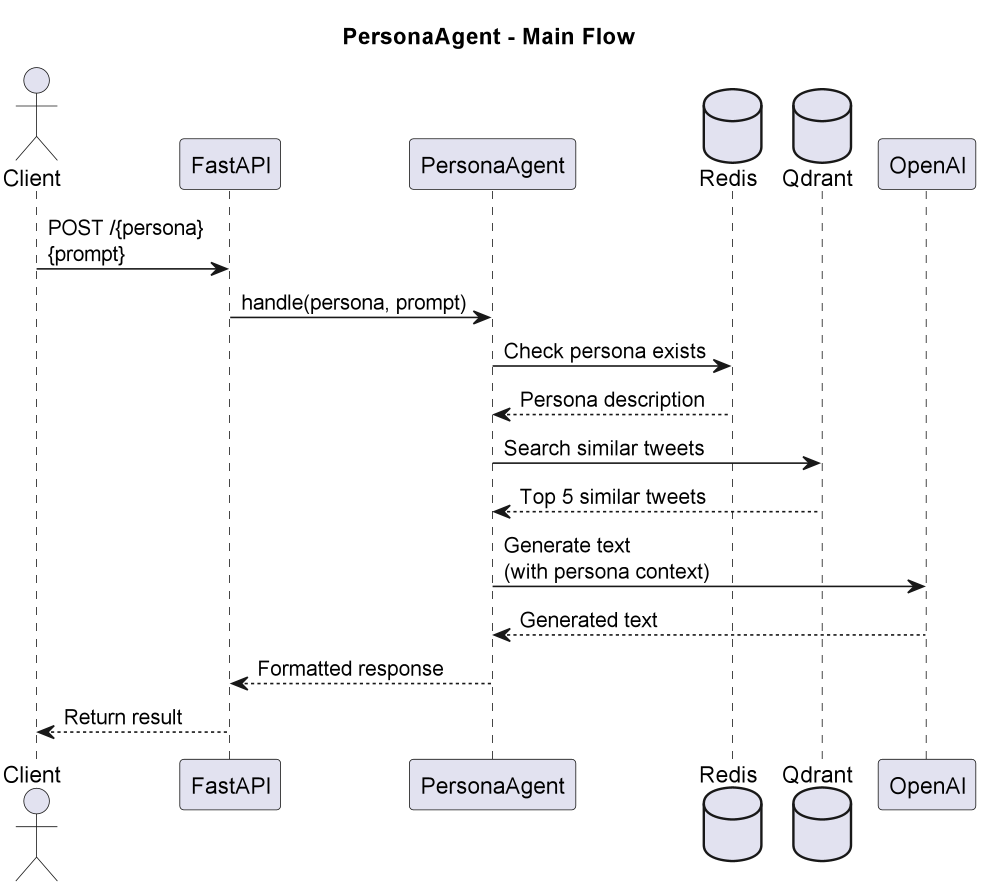 PersonaAgent - Main Flow
Client
FastAPI
PersonaAgent
Redis
Qdrant
OpenAI
POST /{persona}
{prompt}
handle(persona, prompt)
Check persona exists
Persona description
Search similar tweets
Top 5 similar tweets
Generate text
(with persona context)
Generated text
Formatted response
Return result
Client
FastAPI
PersonaAgent
Redis
Qdrant
OpenAI